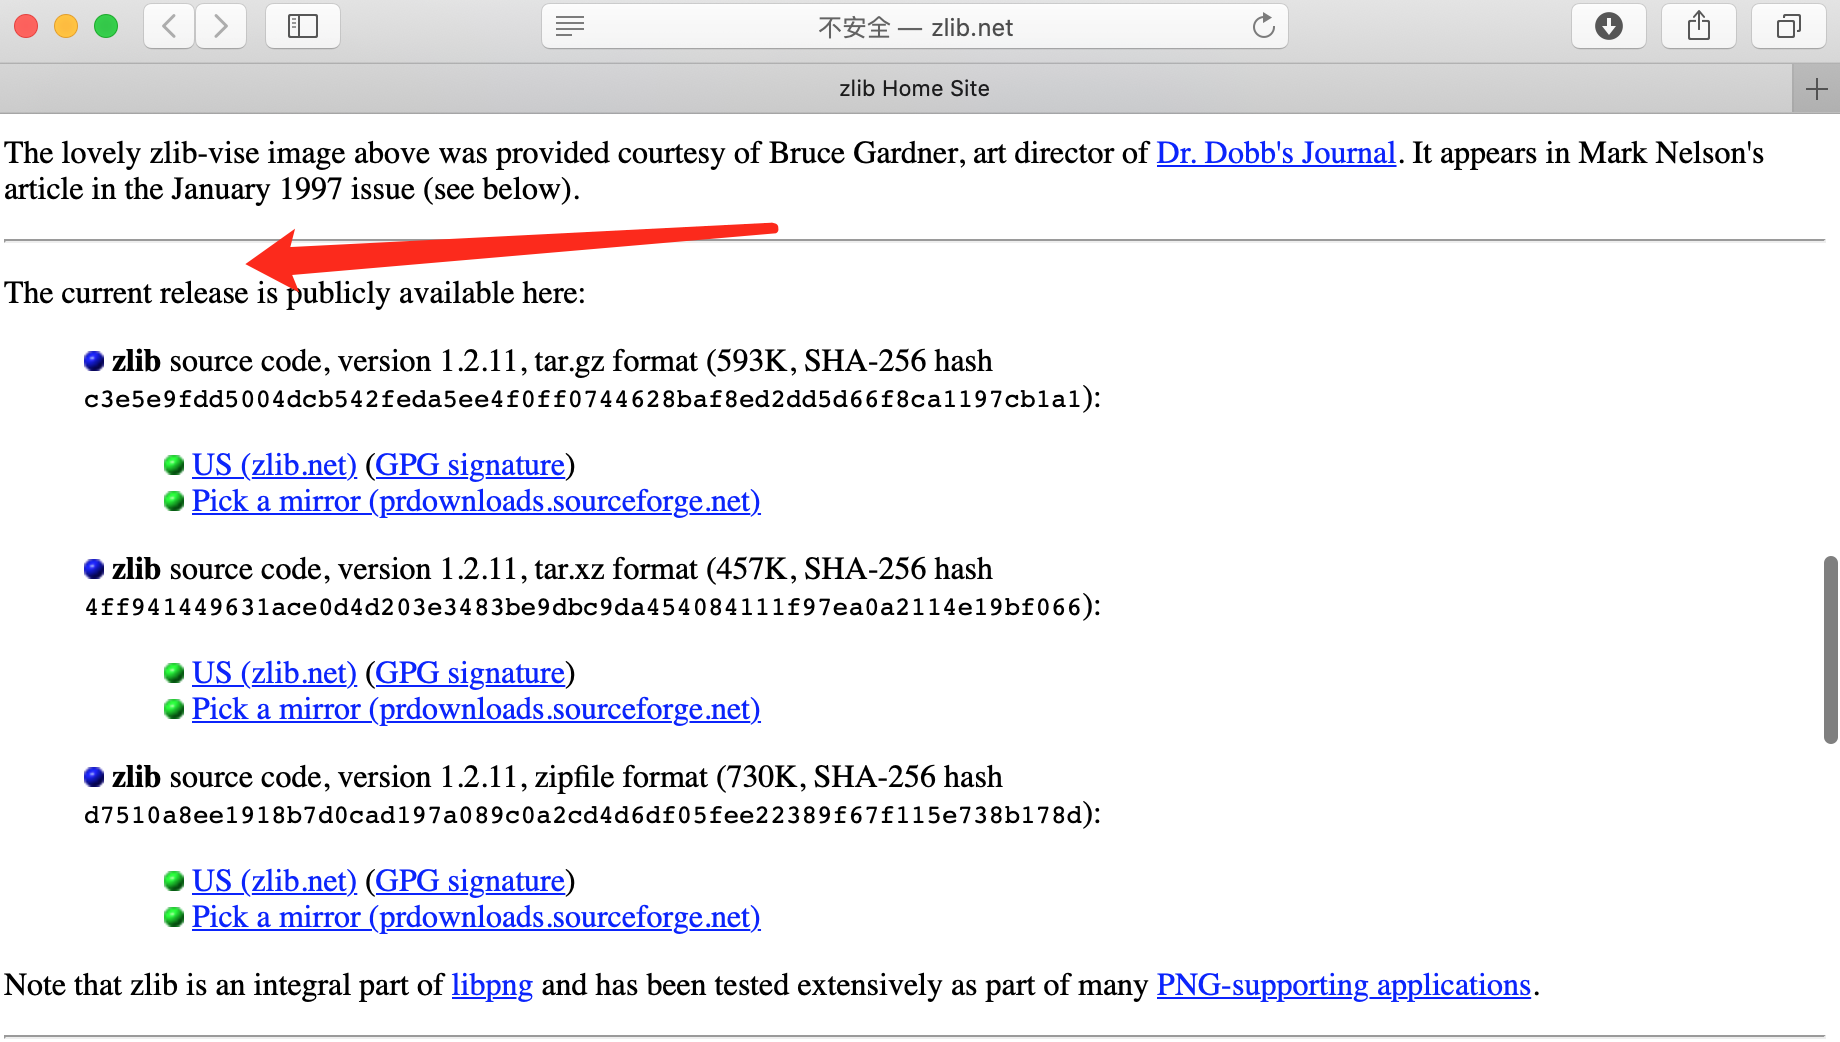 不安全 — zlib.net
zlib Home Site
The lovely zlib-vise image above was provided courtesy of Bruce Gardner, art director of Dr. Dobb's Journal. It appears in Mark Nelson's
article in the January 1997 issue (see below).
The current release is publicly available here:
zlib source code, version 1.2.11, tar.gz format (593K, SHA-256 hash
c3e5e9fdd5004dcb542feda5ee4f0ff0744628baf8ed2dd5d66f8ca1197cb1a1):
US (zlib.net) (GPG signature)
Pick a mirror (prdownloads.sourceforge.net)
zlib source code, version 1.2.11, tar.xz format (457K, SHA-256 hash
4ff941449631ace0d4d203e3483be9dbc9da454084111f97ea0a2114e19bf066):
US (zlib.net) (GPG signature)
Pick a mirror (prdownloads.sourceforge.net)
zlib source code, version 1.2.11, zipfile format (730K, SHA-256 hash
d7510a8ee1918b7d0cad197a089c0a2cd4d6df05fee22389f67f115e738b178d):
US (zlib.net) (GPG signature)
Pick a mirror (prdownloads.sourceforge.net)
Note that zlib is an integral part of libpng and has been tested extensively as part of many PNG-supporting applications.